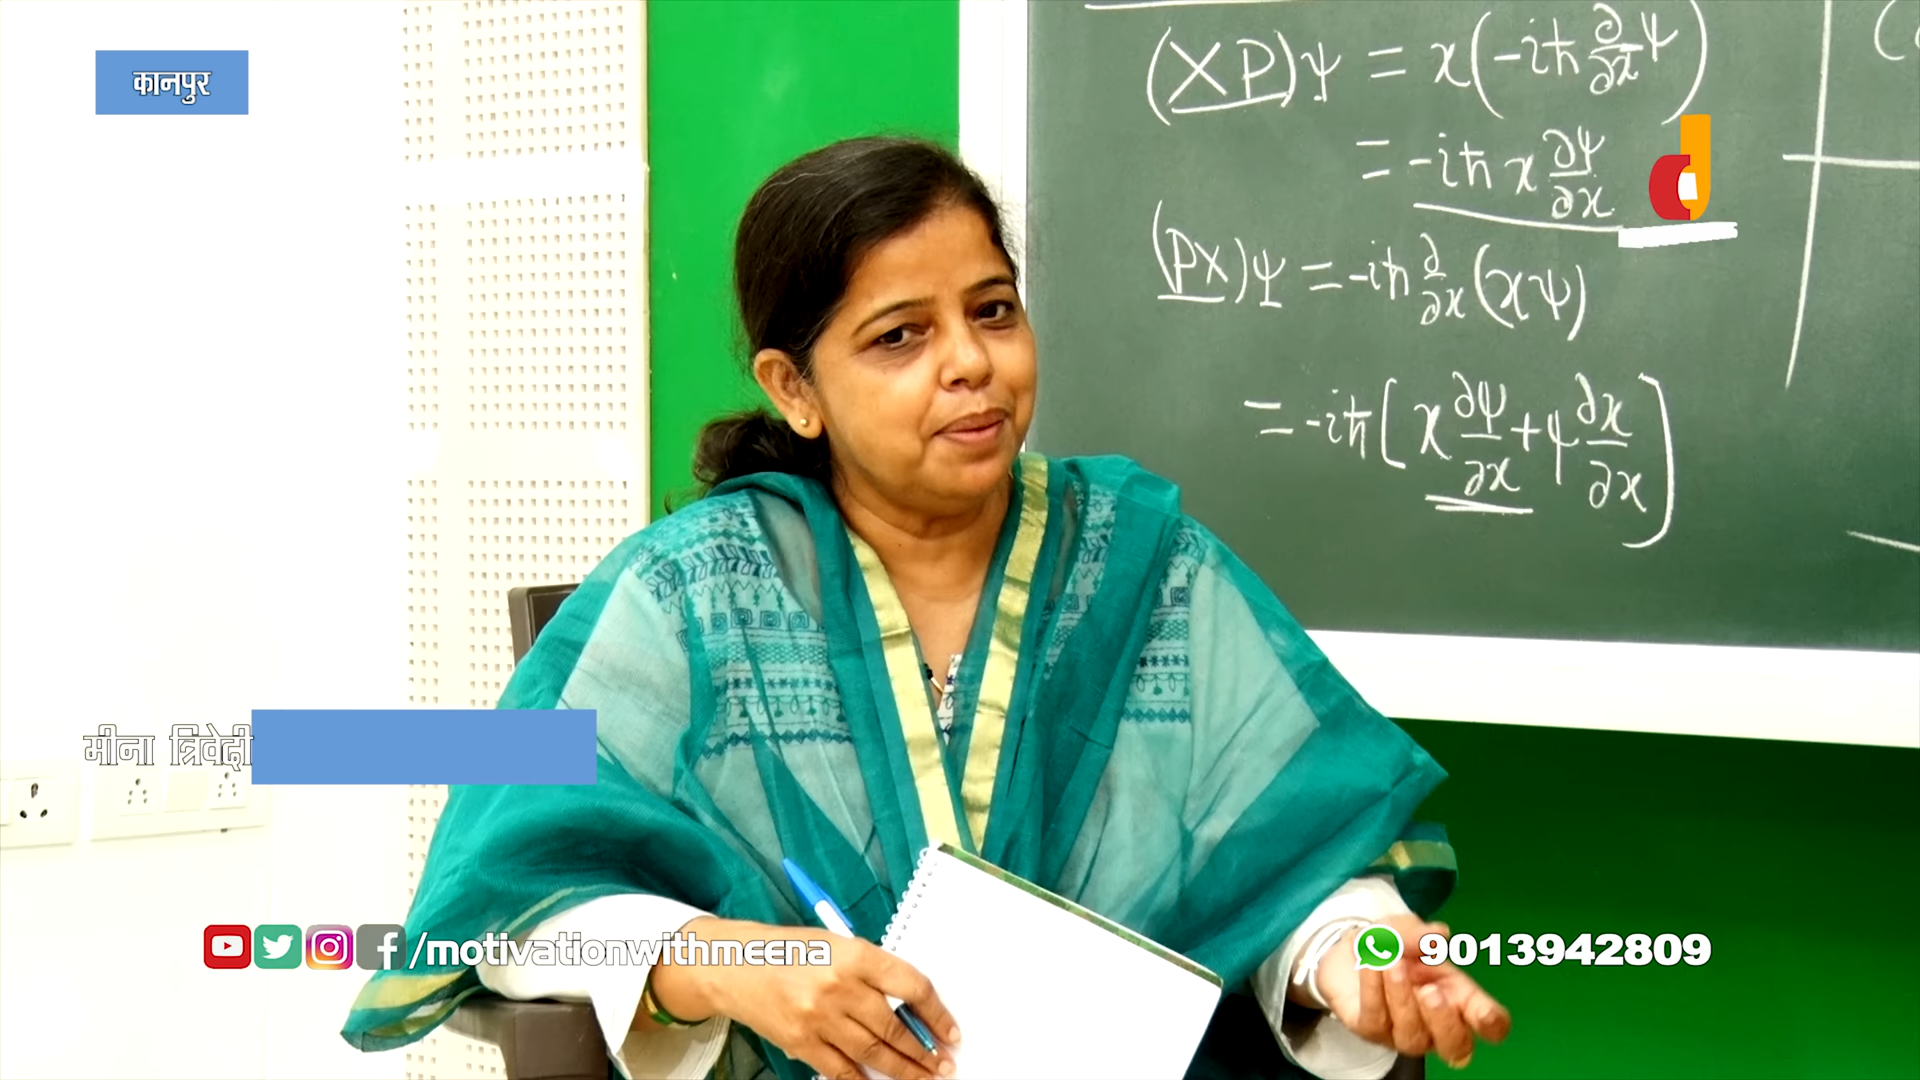 कानपुर
(XP)ψ = x(-iħ ∂/∂x ψ)
= -iħ x ∂ψ/∂x
(PX)ψ = -iħ ∂/∂x (xψ)
= -iħ [x ∂ψ/∂x + ψ ∂x/∂x]
मीना त्रिवेदी
/motivationwithmeena
9013942809